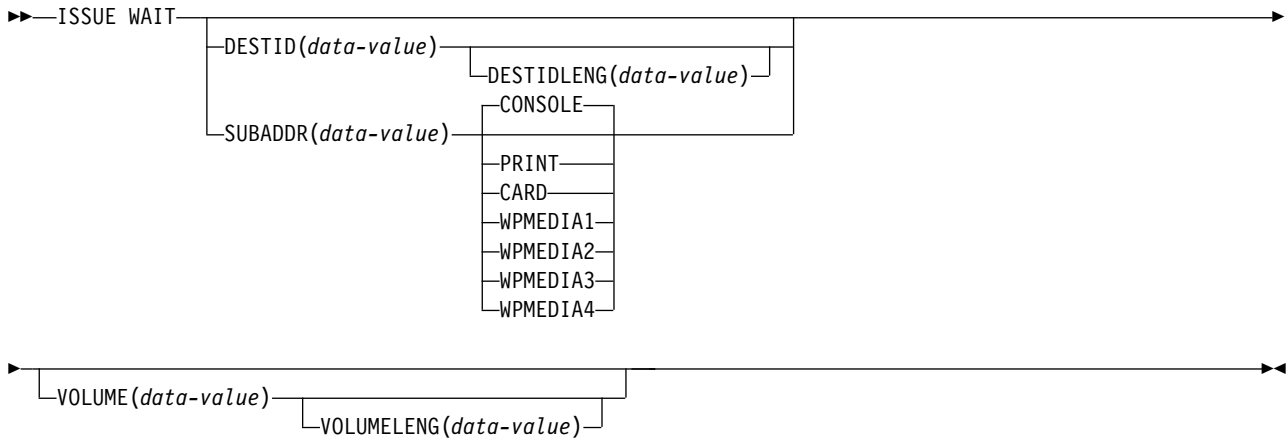 ISSUE WAIT
DESTID(data-value)
DESTIDLENG(data-value)
SUBADDR(data-value)
CONSOLE
PRINT
CARD
WPMEDIA1
WPMEDIA2
WPMEDIA3
WPMEDIA4
VOLUME(data-value)
VOLUMELENG(data-value)